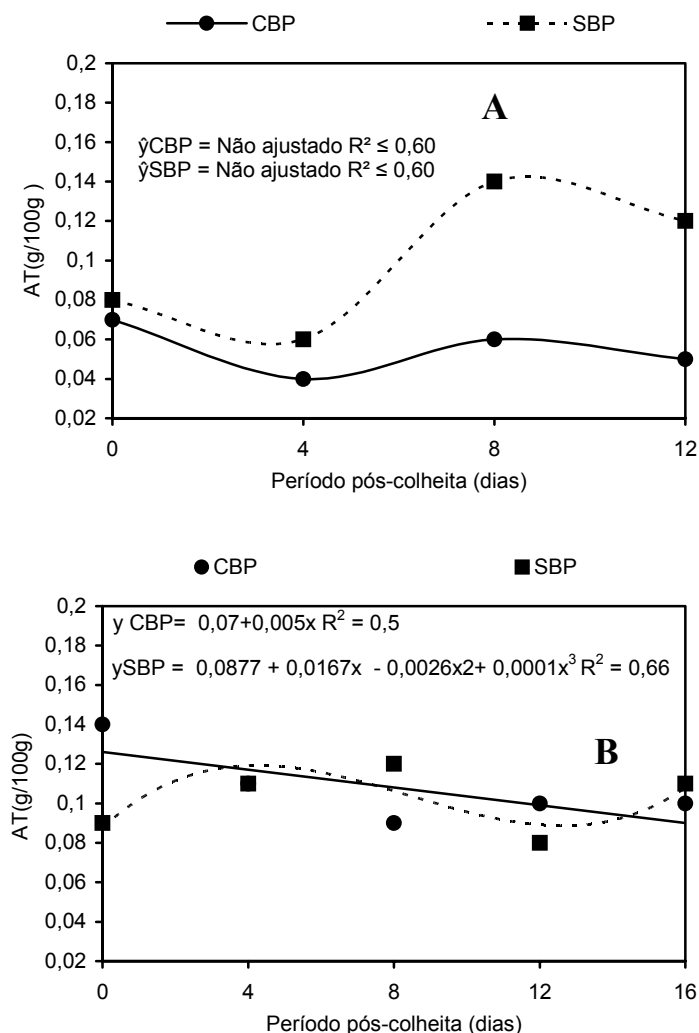 CBP SBP
0,2
0,18
0,16
A
0,14
ŷCBP = Não ajustado R² ≤ 0,60
ŷSBP = Não ajustado R² ≤ 0,60
0,12
0,1
0,08
0,06
0,04
0,02
AT(g/100g )
0 4 8 12
Período pós-colheita (dias)
CBP SBP
0,2
y CBP= 0,07+0,005x R² = 0,5
0,18
ySBP = 0,0877 + 0,0167x - 0,0026x2+ 0,0001x³ R² = 0,66
0,16
0,14
B
0,12
0,1
0,08
0,06
0,04
0,02
AT(g/100g)
0 4 8 12 16
Período pós-colheita (dias)